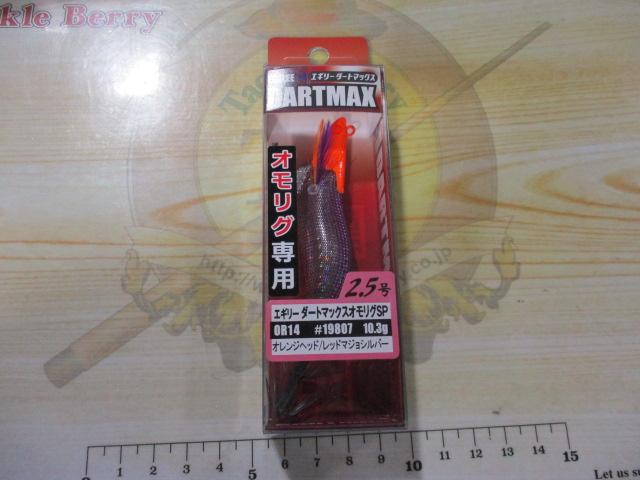 kle Berry
エギリー ダートマックス
DARTMAX
オモリグ専用
2.5号
エギリー ダートマックスオモリグSP
OR14 #19807 10.3g
オレンジヘッド/レッドマジョシルバー
1 2 3 4 5 6 7 8 9 10 11 12 13 14 15
Let us su